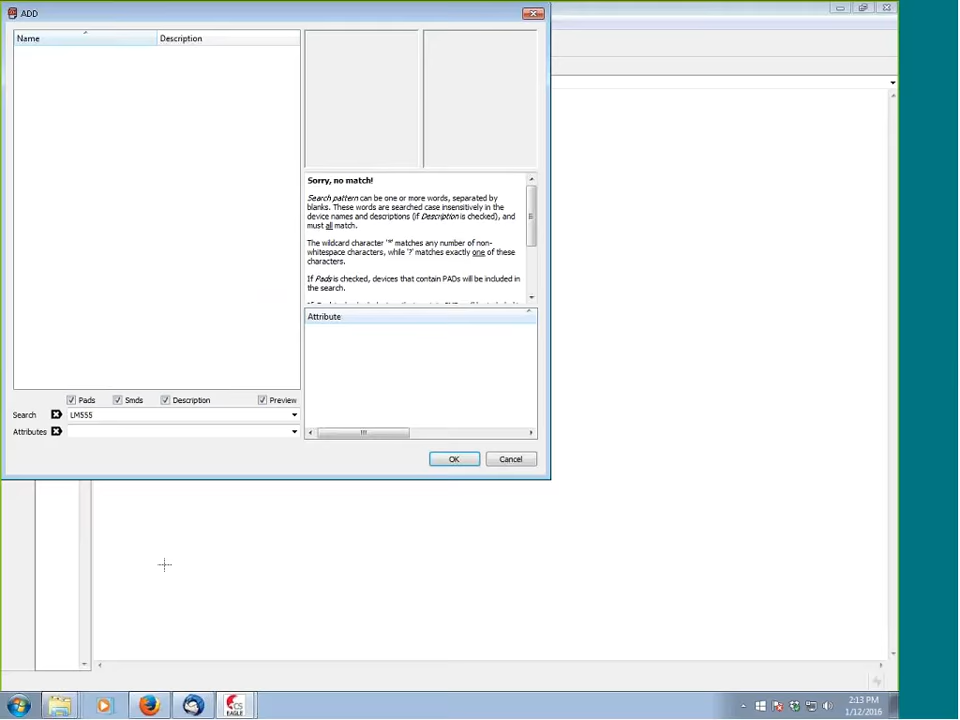 ADD
Name Description
Sorry, no match!
Search pattern can be one or more words, separated by
blanks. These words are searched case insensitively in the
device names and descriptions (if Description is checked), and
must all match.
The wildcard character '*' matches any number of non-
whitespace characters, while '?' matches exactly one of these
characters.
If Pads is checked, devices that contain PADs will be included in
the search.
Attribute
Pads Smds Description Preview
Search LM555
Attributes
OK Cancel
CS
EAGLE
2:13 PM
1/12/2016